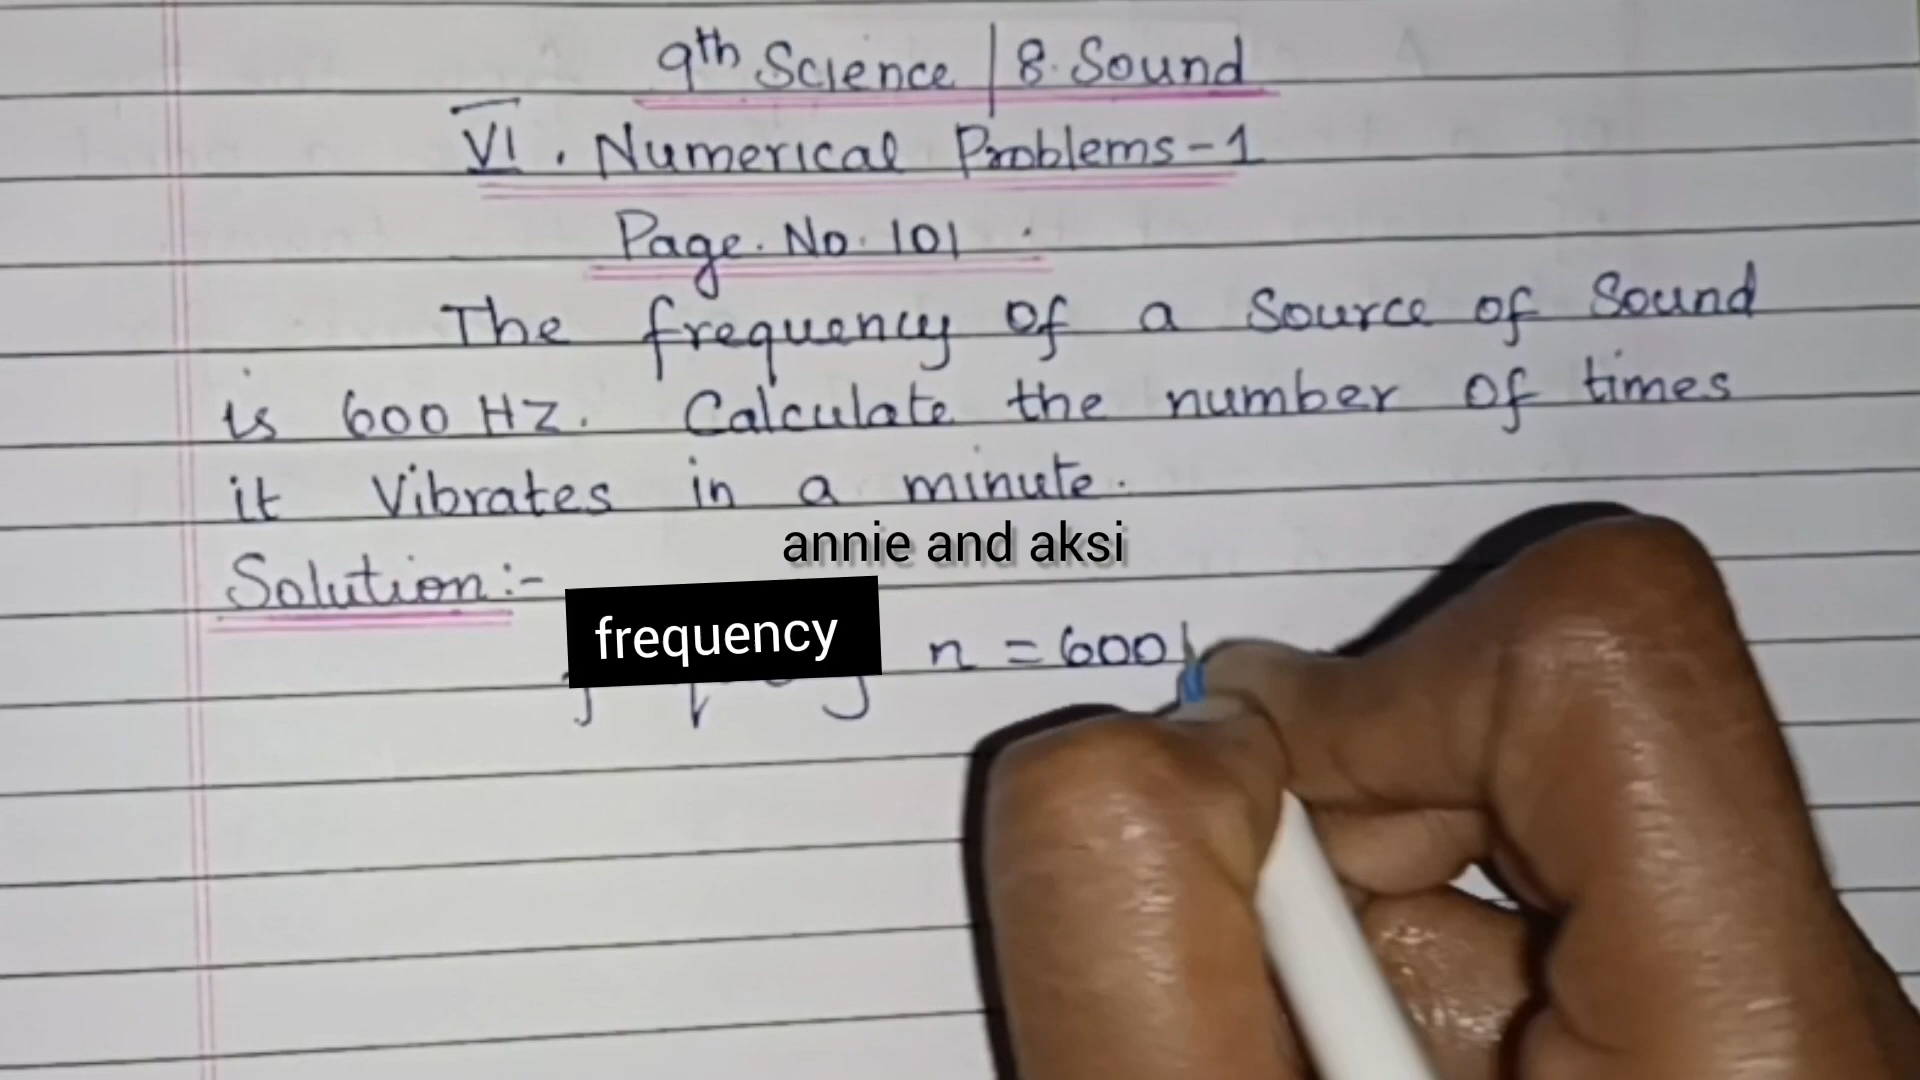 9th Science | 8. Sound
VI. Numerical Problems-1
Page. No. 101
The frequency of a Source of Sound
is 600 HZ. Calculate the number of times
it Vibrates in a minute.
annie and aksi
Solution:-
frequency n = 600